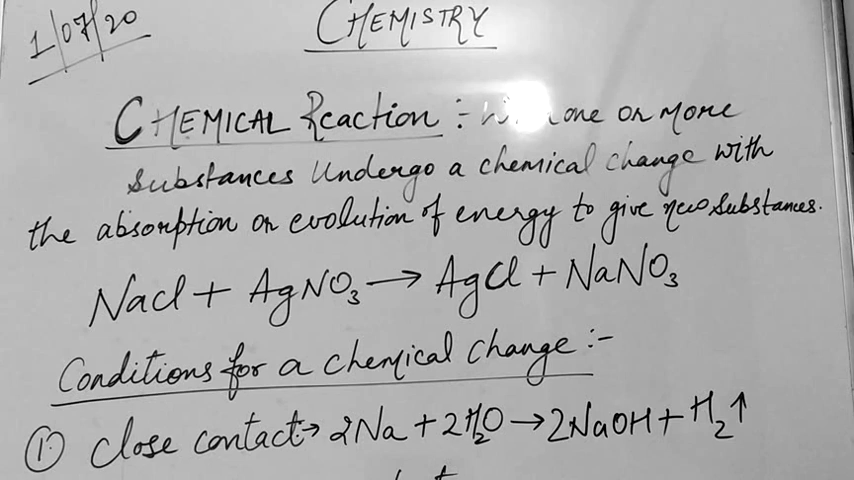 1/07/20
CHEMISTRY
CHEMICAL Reaction :- one or more
substances Undergo a chemical change with
the absorption or evolution of energy to give new substances.
Nacl + AgNO₃ → AgCl + NaNO₃
Conditions for a chemical change :-
① close contact → 2Na + 2H₂O → 2NaOH + H₂↑